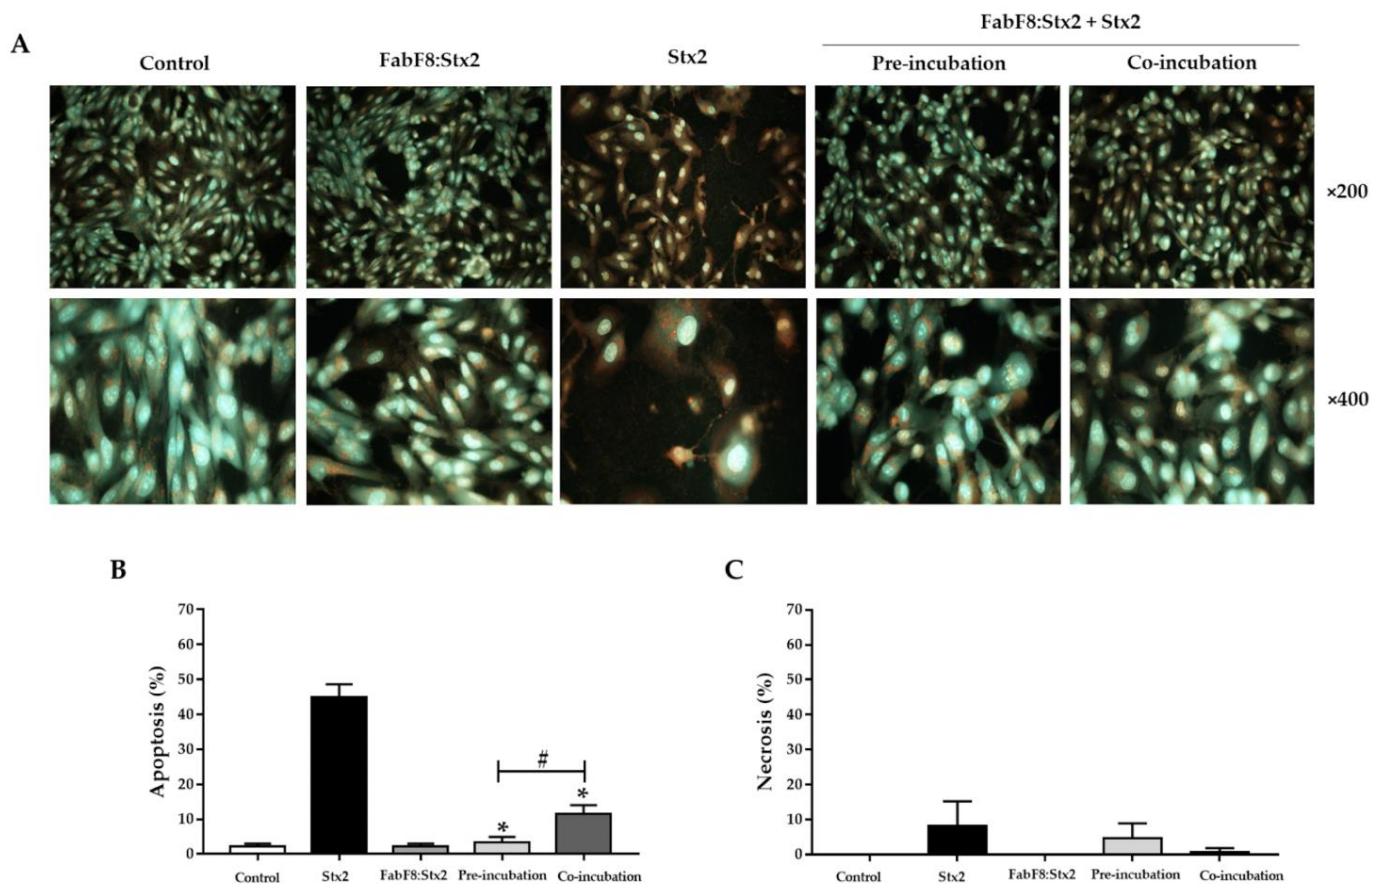 FabF8:Stx2 + Stx2
A
Control FabF8:Stx2 Stx2 Pre-incubation Co-incubation
×200
×400
B
70
60
50
40
30
20
10
0
Apoptosis (%)
#
*
*
Control Stx2 FabF8:Stx2 Pre-incubation Co-incubation
C
70
60
50
40
30
20
10
0
Necrosis (%)
Control Stx2 FabF8:Stx2 Pre-incubation Co-incubation